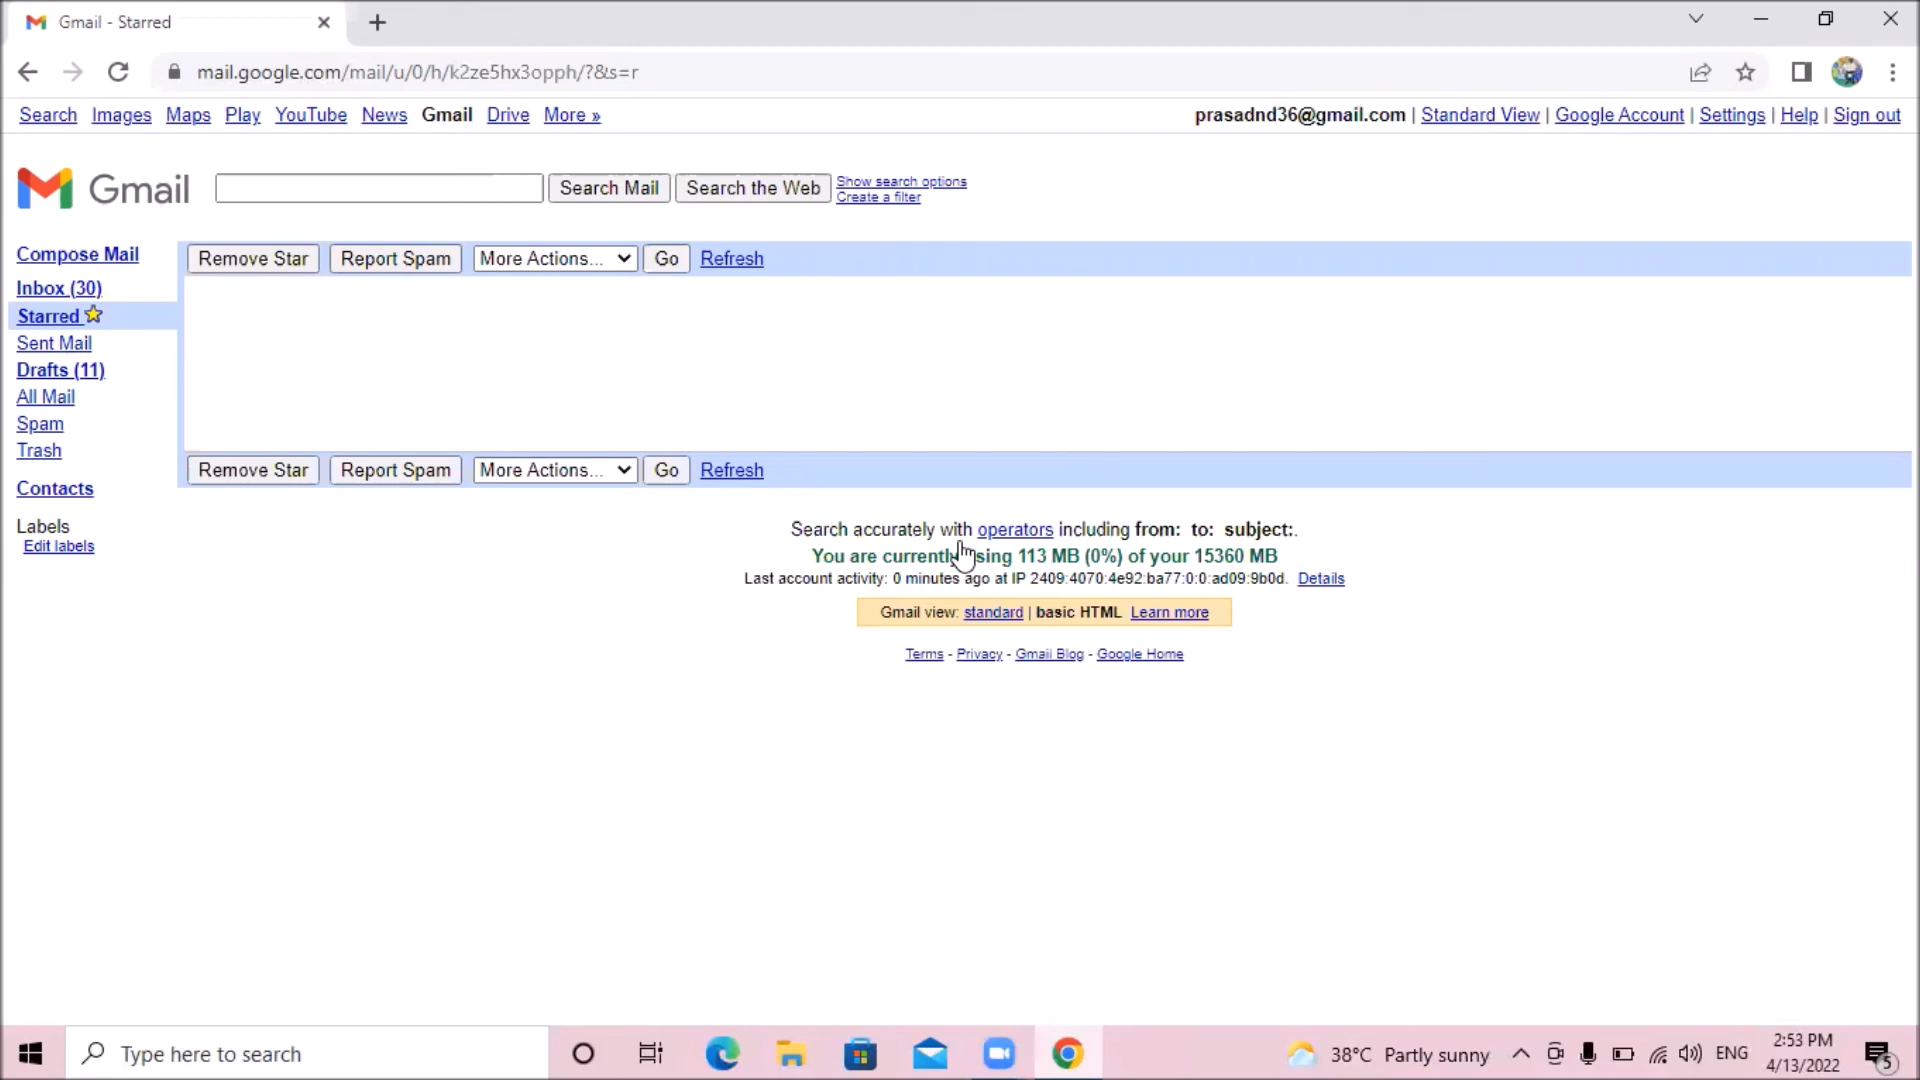 Gmail - Starred
mail.google.com/mail/u/0/h/k2ze5hx3opph/?&s=r
Search Images Maps Play YouTube News Gmail Drive More » prasadnd36@gmail.com | Standard View | Google Account | Settings | Help | Sign out
Gmail Search Mail Search the Web Show search options
Create a filter
Compose Mail Remove Star Report Spam More Actions... Go Refresh
Inbox (30)
Starred
Sent Mail
Drafts (11)
All Mail
Spam
Trash
Remove Star Report Spam More Actions... Go Refresh
Contacts
Labels
Edit labels
Search accurately with operators including from: to: subject:.
You are currently using 113 MB (0%) of your 15360 MB
Last account activity: 0 minutes ago at IP 2409:4070:4e92:ba77:0:0:ad09:9b0d. Details
Gmail view: standard | basic HTML Learn more
Terms - Privacy - Gmail Blog - Google Home
Type here to search 38°C Partly sunny ENG 2:53 PM
4/13/2022 5